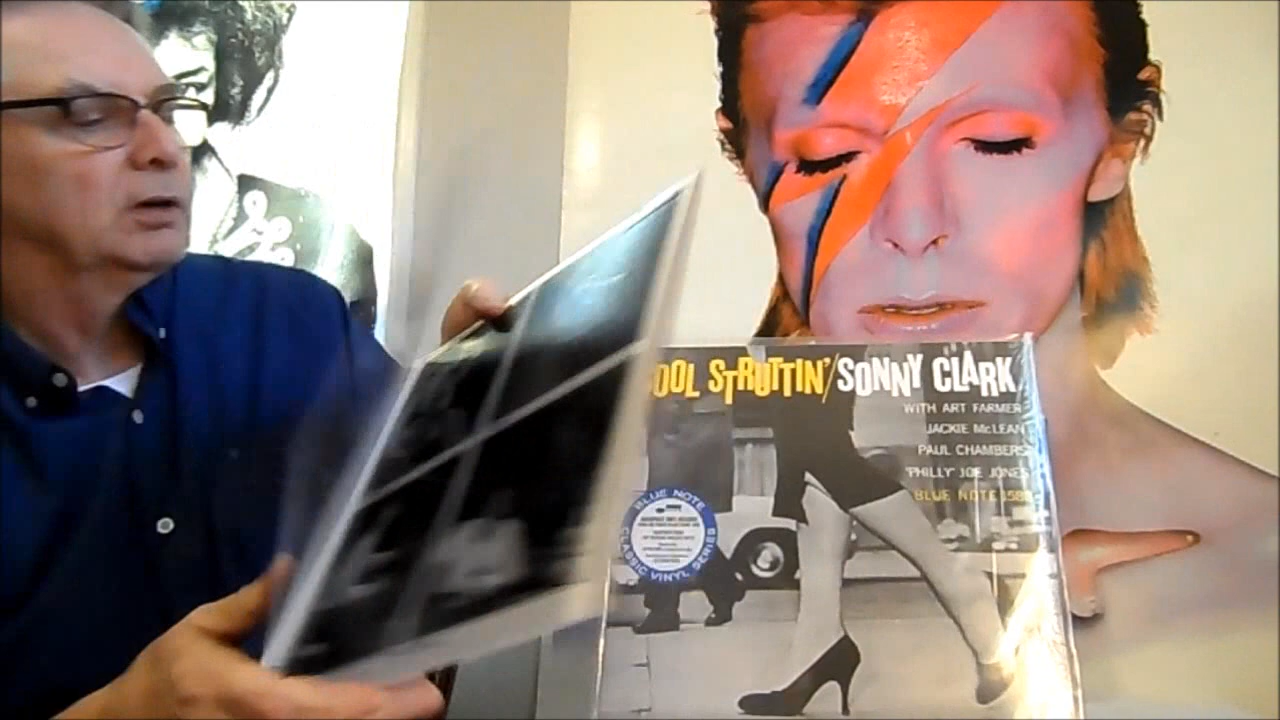 OOL STRUTTIN'/SONNY CLARK
WITH ART FARMER
JACKIE McLEAN
PAUL CHAMBERS
"PHILLY" JOE JONES
BLUE NOTE 158
BLUE NOTE
CLASSIC VINYL SERIES